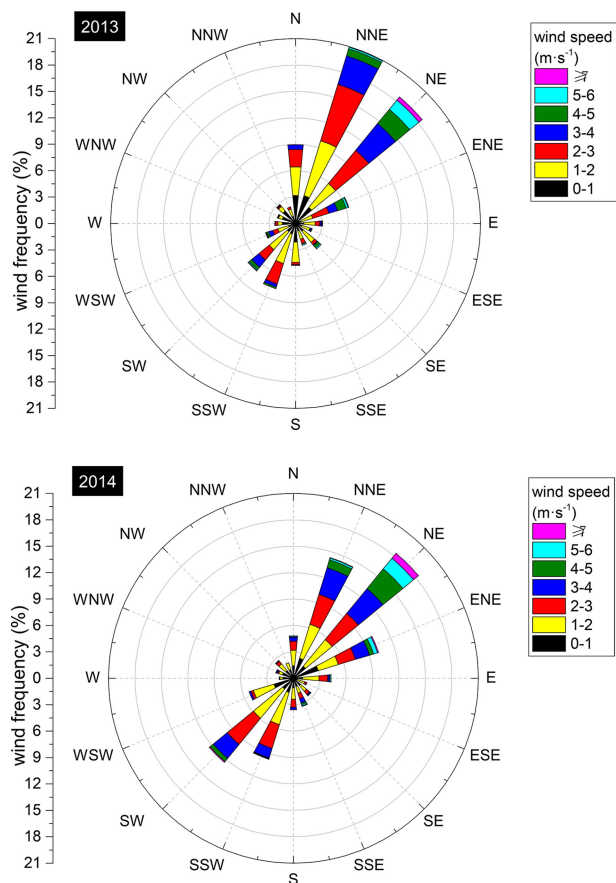 2013
N
NNE
NE
ENE
E
ESE
SE
SSE
S
SSW
SW
WSW
W
WNW
NW
NNW
wind frequency (%)
21
18
15
12
9
6
3
0
3
6
9
12
15
18
21
wind speed
(m·s⁻¹)
⩾7
5-6
4-5
3-4
2-3
1-2
0-1
2014
N
NNE
NE
ENE
E
ESE
SE
SSE
S
SSW
SW
WSW
W
WNW
NW
NNW
wind frequency (%)
21
18
15
12
9
6
3
0
3
6
9
12
15
18
21
wind speed
(m·s⁻¹)
⩾7
5-6
4-5
3-4
2-3
1-2
0-1